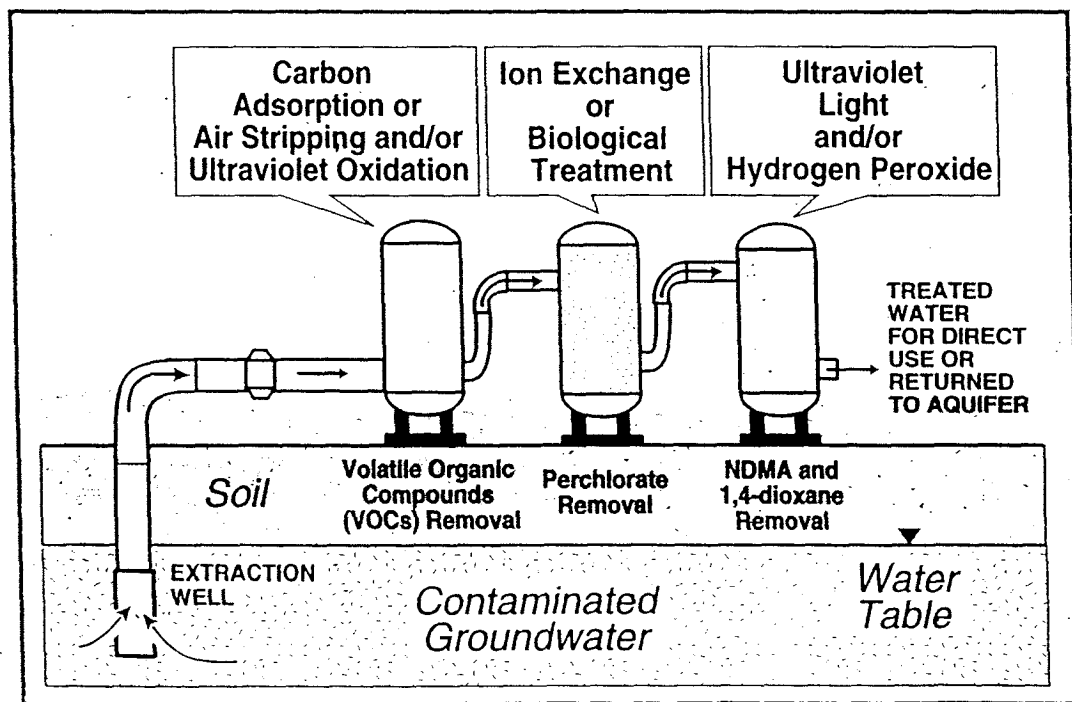 Carbon
Adsorption or
Air Stripping and/or
Ultraviolet Oxidation
Ion Exchange
or
Biological
Treatment
Ultraviolet
Light
and/or
Hydrogen Peroxide
TREATED
WATER
FOR DIRECT
USE OR
RETURNED
TO AQUIFER
Soil
Volatile Organic
Compounds
(VOCs) Removal
Perchlorate
Removal
NDMA and
1,4-dioxane
Removal
EXTRACTION
WELL
Contaminated
Groundwater
Water
Table